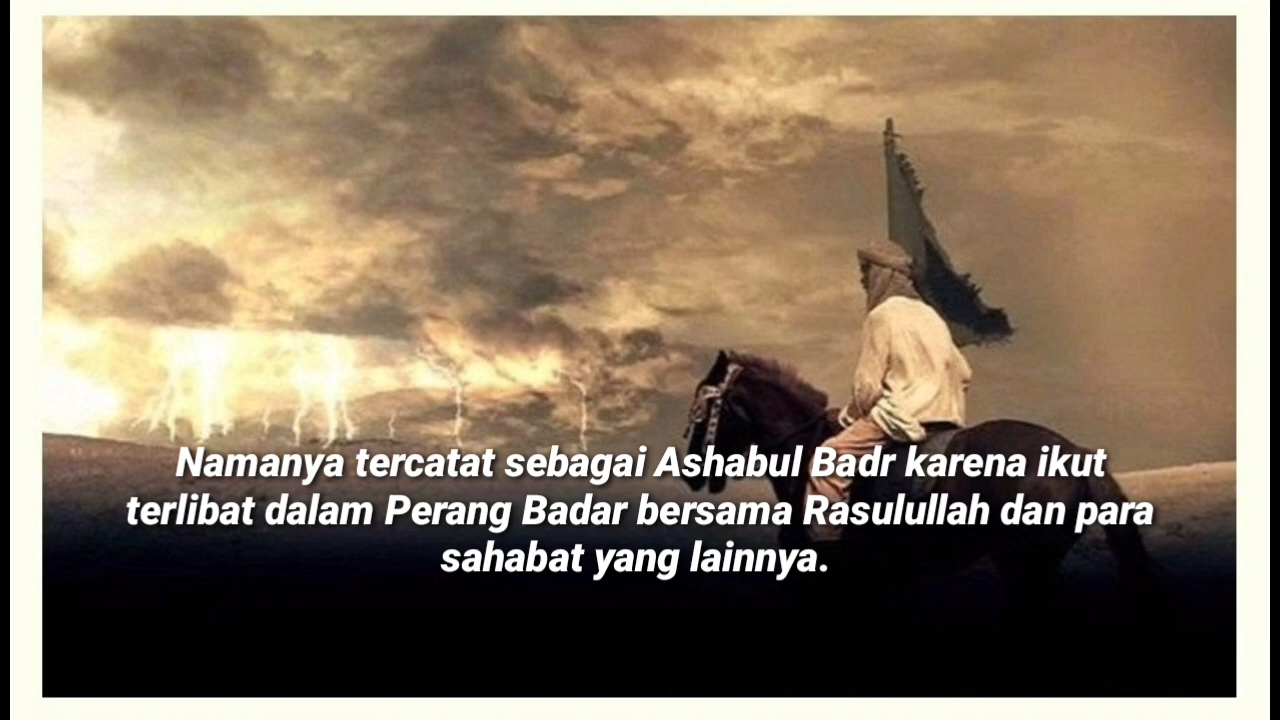 Namanya tercatat sebagai Ashabul Badr karena ikut
terlibat dalam Perang Badar bersama Rasulullah dan para
sahabat yang lainnya.